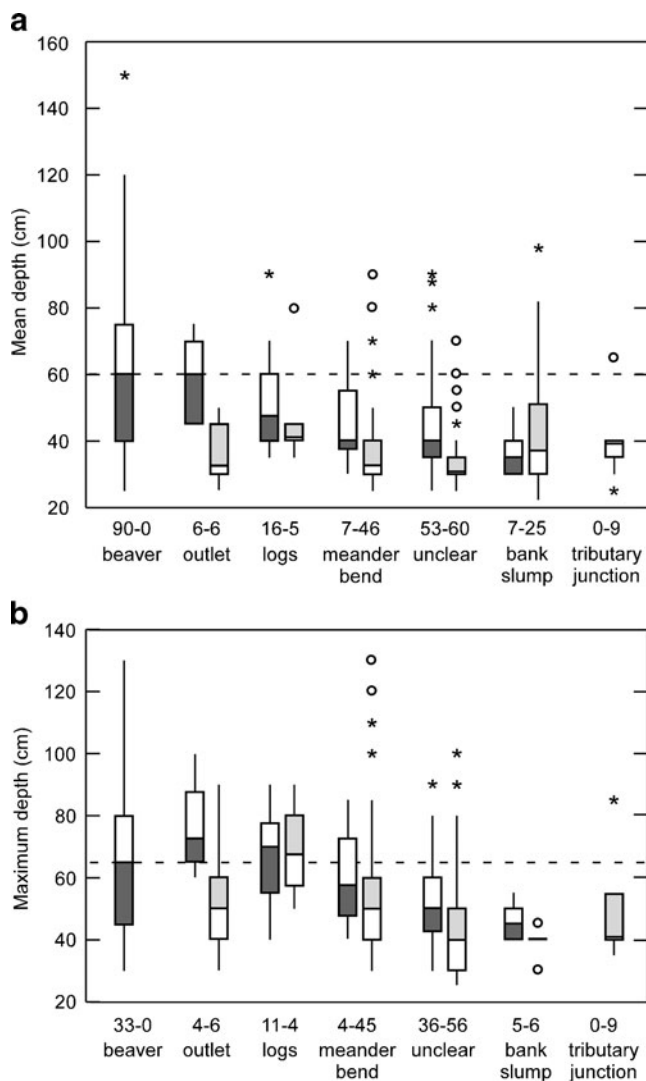 a
160
140
120
100
80
60
40
20
Mean depth (cm)
90-0 6-6 16-5 7-46 53-60 7-25 0-9
beaver outlet logs meander unclear bank tributary
bend slump junction
b
140
120
100
80
60
40
20
Maximum depth (cm)
33-0 4-6 11-4 4-45 36-56 5-6 0-9
beaver outlet logs meander unclear bank tributary
bend slump junction